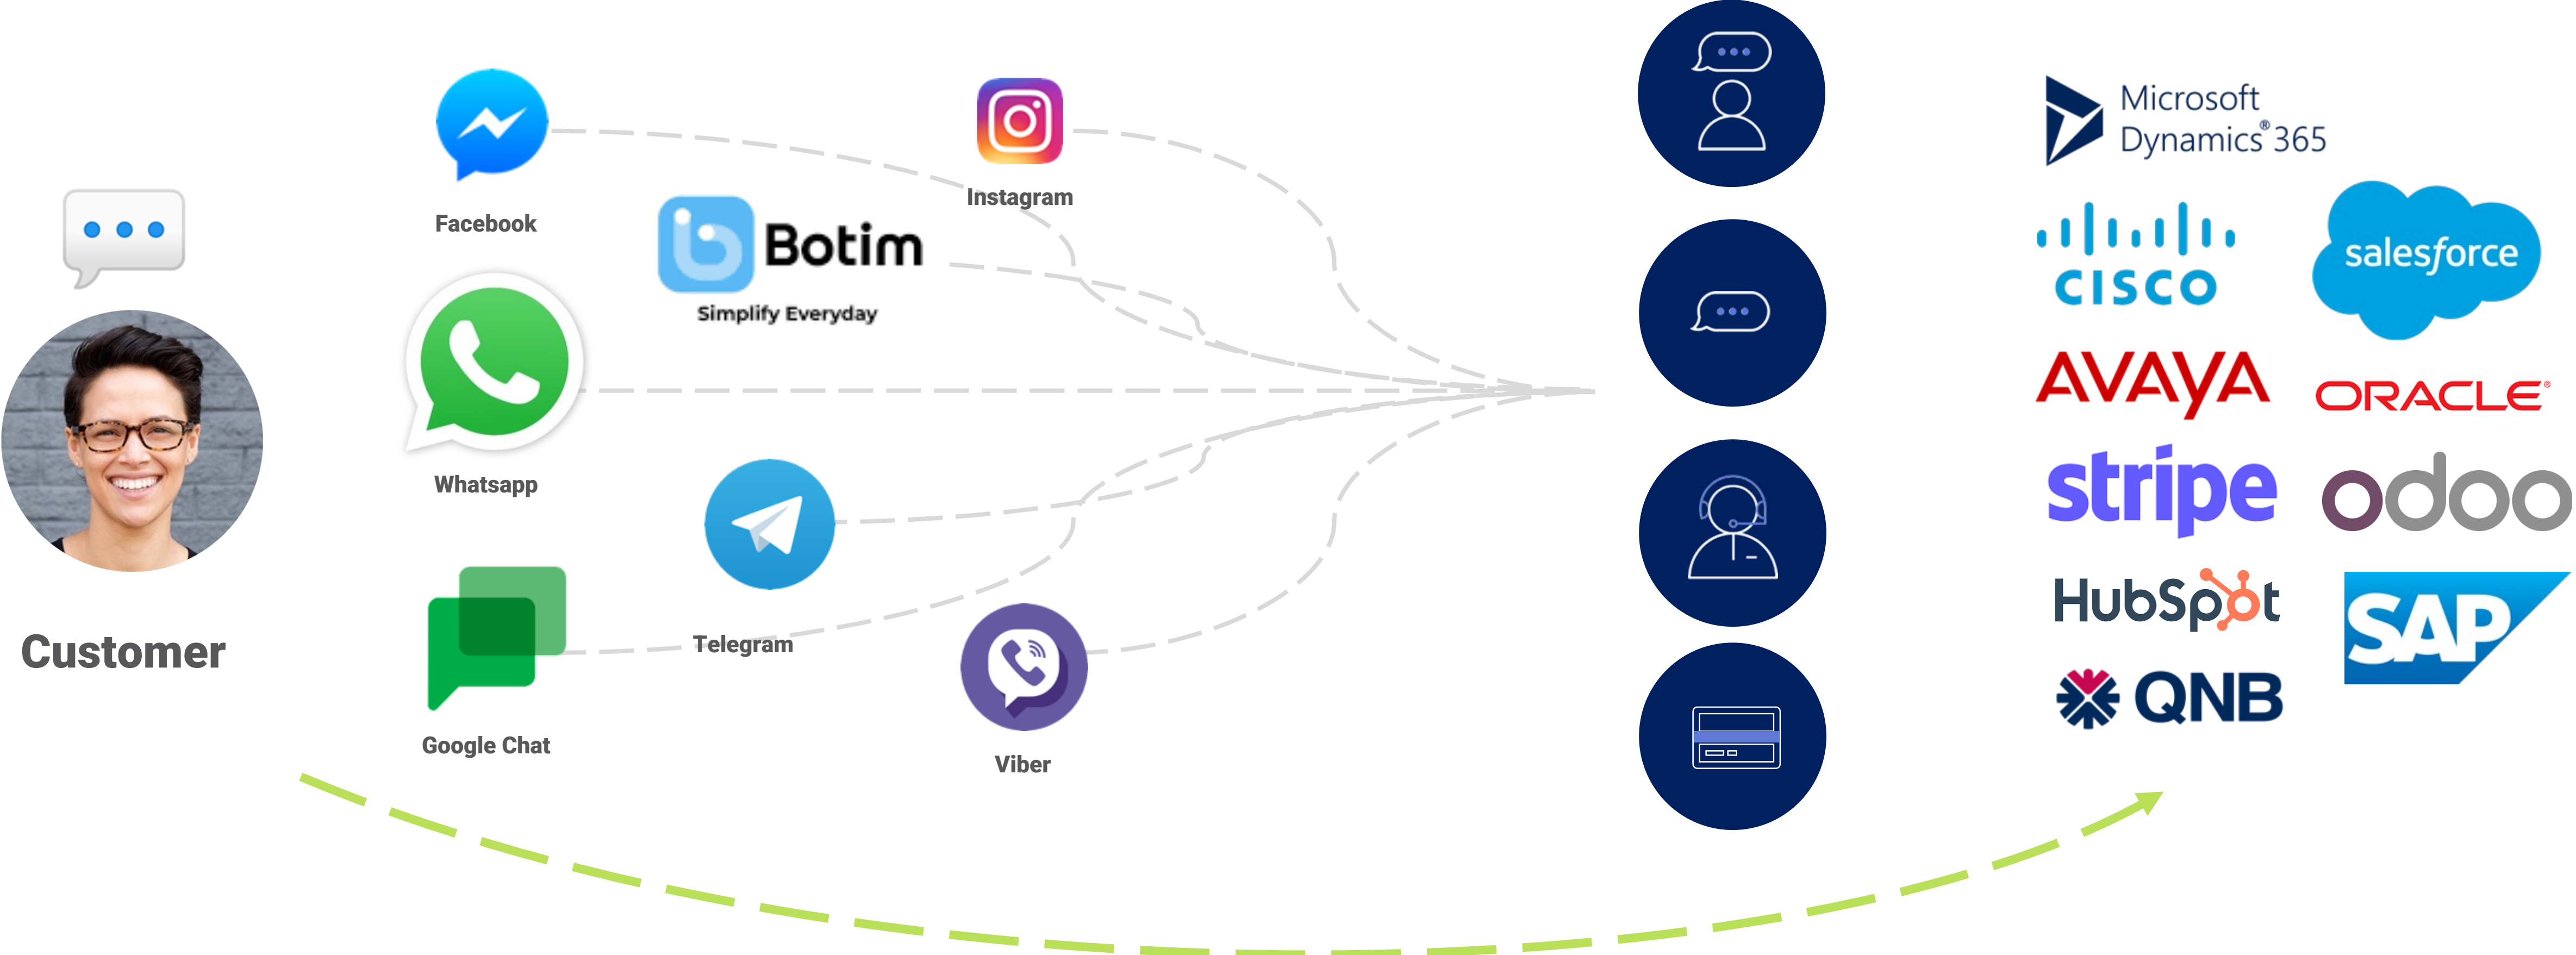 Customer
Facebook
Whatsapp
Google Chat
Botim
Simplify Everyday
Telegram
Instagram
Viber
Microsoft
Dynamics® 365
CISCO
salesforce
AVAYA
ORACLE®
stripe
odoo
HubSpot
SAP
QNB